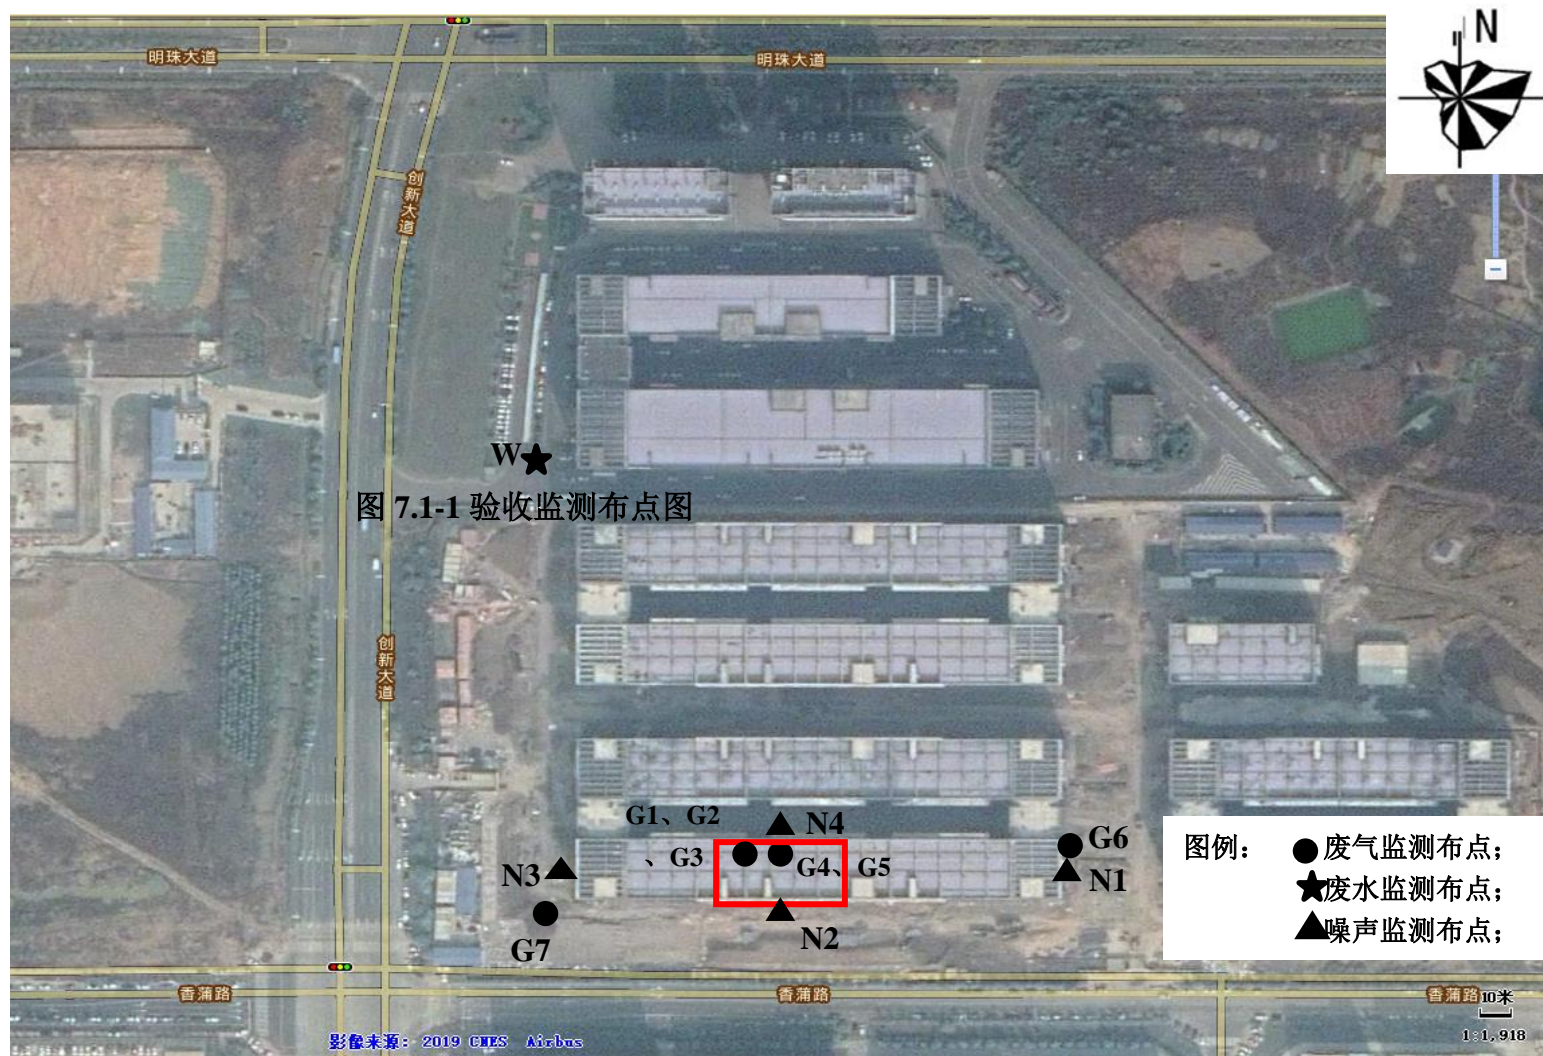 N
明珠大道
明珠大道
创新大道
W
图 7.1-1 验收监测布点图
创新大道
G1、G2
、G3
N4
G4、G5
G6
N1
N3
G7
N2
图例：
废气监测布点；
废水监测布点；
噪声监测布点；
香蒲路
香蒲路
香蒲路
10米
1:1,918
影像来源: 2019 CNES Airbus